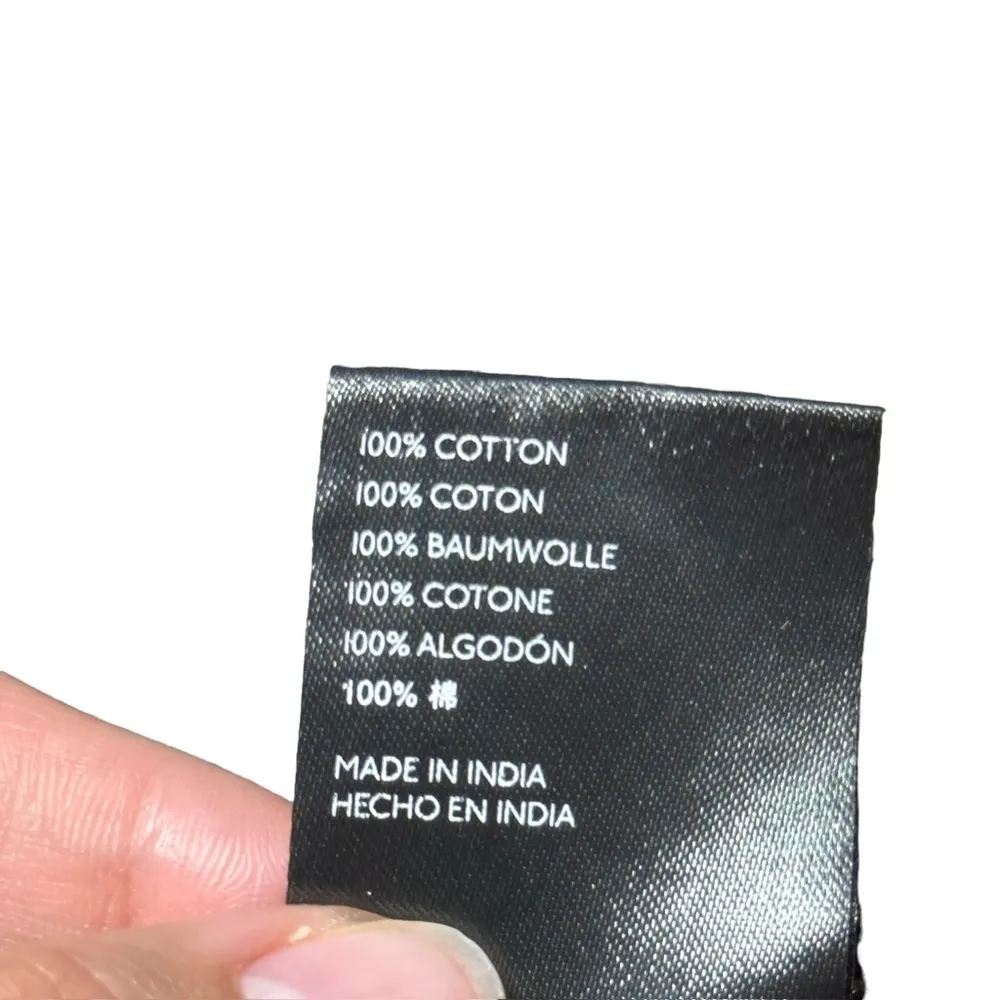 100% COTTON
100% COTON
100% BAUMWOLLE
100% COTONE
100% ALGODÓN
100% 棉
MADE IN INDIA
HECHO EN INDIA